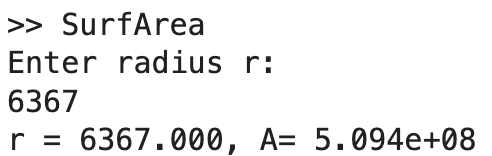 >> SurfArea
Enter radius r:
6367
r = 6367.000, A= 5.094e+08